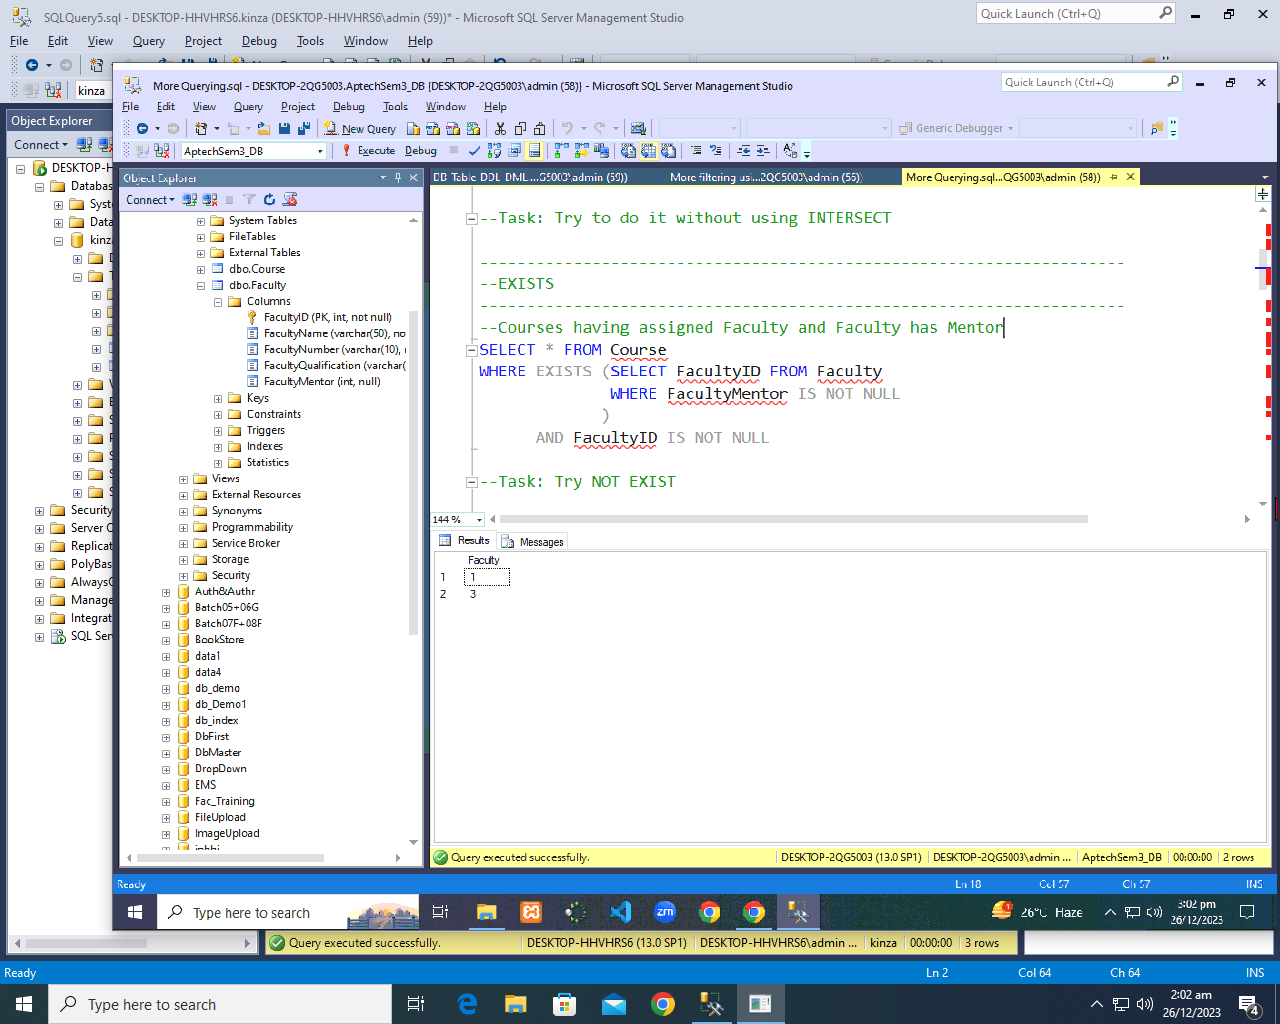 SQLQuery5.sql - DESKTOP-HHVHRS6.kinza (DESKTOP-HHVHRS6\admin (59))* - Microsoft SQL Server Management Studio
Quick Launch (Ctrl+Q)
File Edit View Query Project Debug Tools Window Help
kinza
Object Explorer
Connect
DESKTOP-H
Databas
Syst
Data
kinza
Security
Server O
Replicat
PolyBas
AlwaysO
Manage
Integrat
SQL Serv
More Querying.sql - DESKTOP-2QG5003.AptechSem3_DB (DESKTOP-2QG5003\admin (58)) - Microsoft SQL Server Management Studio
Quick Launch (Ctrl+Q)
File Edit View Query Project Debug Tools Window Help
New Query
Generic Debugger
AptechSem3_DB
Execute Debug
Object Explorer
Connect
System Tables
FileTables
External Tables
dbo.Course
dbo.Faculty
Columns
FacultyID (PK, int, not null)
FacultyName (varchar(50), no
FacultyNumber (varchar(10), n
FacultyQualification (varchar(
FacultyMentor (int, null)
Keys
Constraints
Triggers
Indexes
Statistics
Views
External Resources
Synonyms
Programmability
Service Broker
Storage
Security
Auth&Authr
Batch05+06G
Batch07F+08F
BookStore
data1
data4
db_demo
db_Demo1
db_index
DbFirst
DbMaster
DropDown
EMS
Fac_Training
FileUpload
ImageUpload
DB_Table_DDL_DML....G5003\admin (59))
More filtering usi...2QG5003\admin (56))
More Querying.sql...QG5003\admin (58))
--Task: Try to do it without using INTERSECT
---------------------------------------------------------------------
--EXISTS
---------------------------------------------------------------------
--Courses having assigned Faculty and Faculty has Mentor
SELECT * FROM Course
WHERE EXISTS (SELECT FacultyID FROM Faculty
WHERE FacultyMentor IS NOT NULL
)
AND FacultyID IS NOT NULL
--Task: Try NOT EXIST
144 %
Results Messages
Faculty
1 1
2 3
Query executed successfully.
DESKTOP-2QG5003 (13.0 SP1) DESKTOP-2QG5003\admin ... AptechSem3_DB 00:00:00 2 rows
Ready Ln 18 Col 57 Ch 57 INS
Type here to search
26°C Haze
3:02 pm
26/12/2023
Query executed successfully. DESKTOP-HHVHRS6 (13.0 SP1) DESKTOP-HHVHRS6\admin ... kinza 00:00:00 3 rows
Ready Ln 2 Col 64 Ch 64 INS
Type here to search
2:02 am
26/12/2023
4